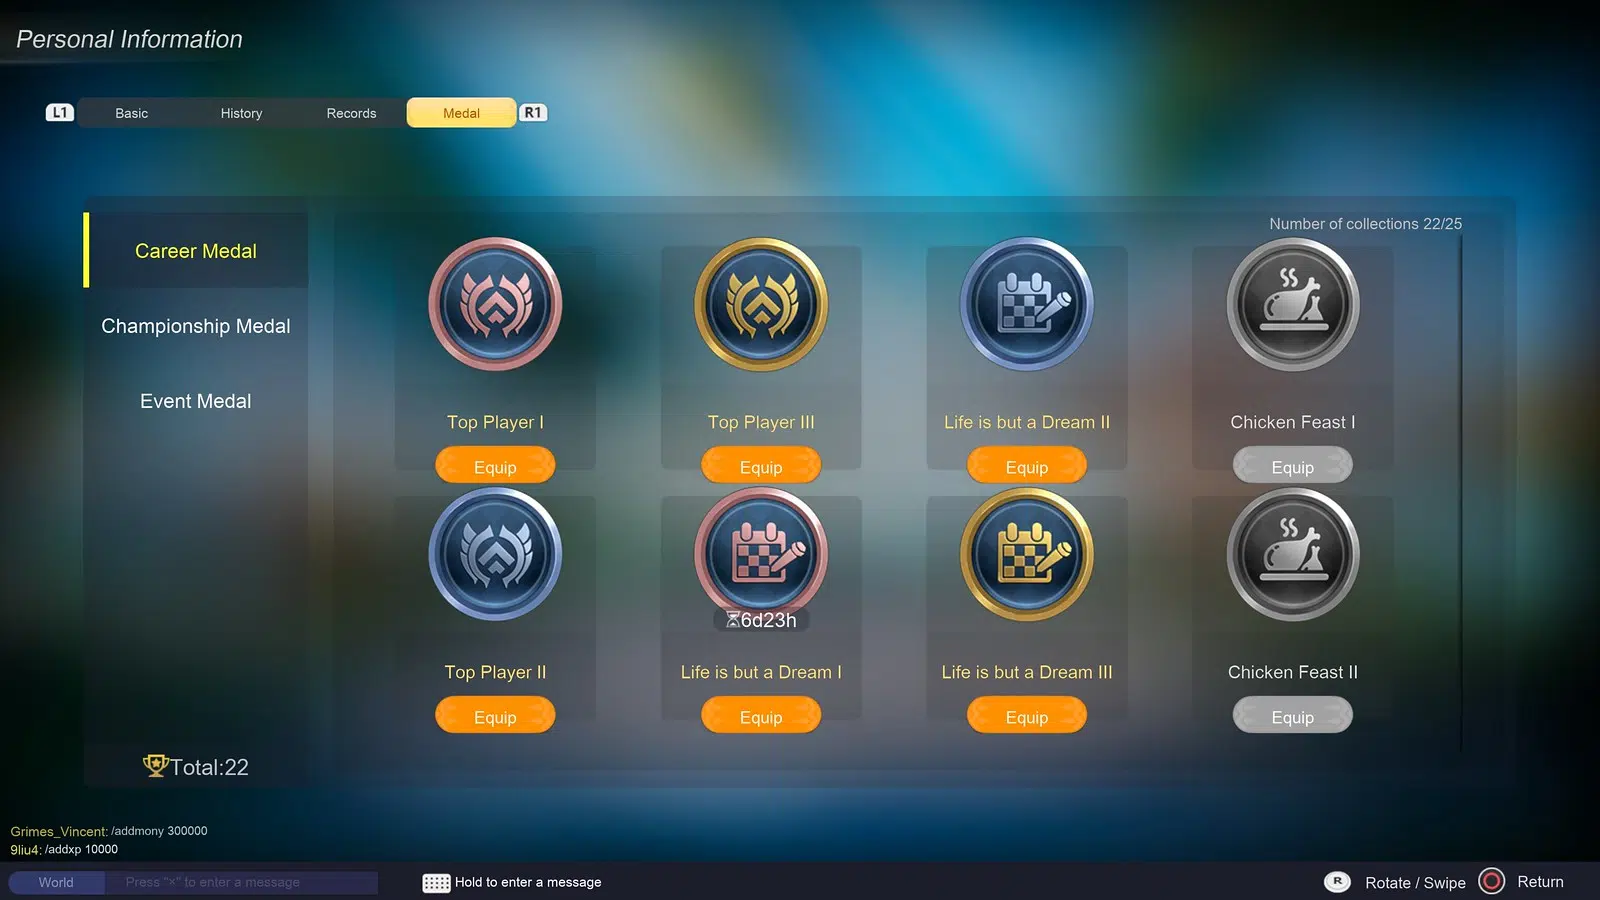 Personal Information
L1
Basic
History
Records
Medal
R1
Number of collections 22/25
Career Medal
Championship Medal
Event Medal
Top Player I
Top Player III
Life is but a Dream II
Chicken Feast I
Equip
Equip
Equip
Equip
6d23h
Top Player II
Life is but a Dream I
Life is but a Dream III
Chicken Feast II
Equip
Equip
Equip
Equip
Total:22
Grimes_Vincent: /addmony 300000
9liu4: /addxp 10000
World
Press "×" to enter a message
Hold to enter a message
R
Rotate / Swipe
Return